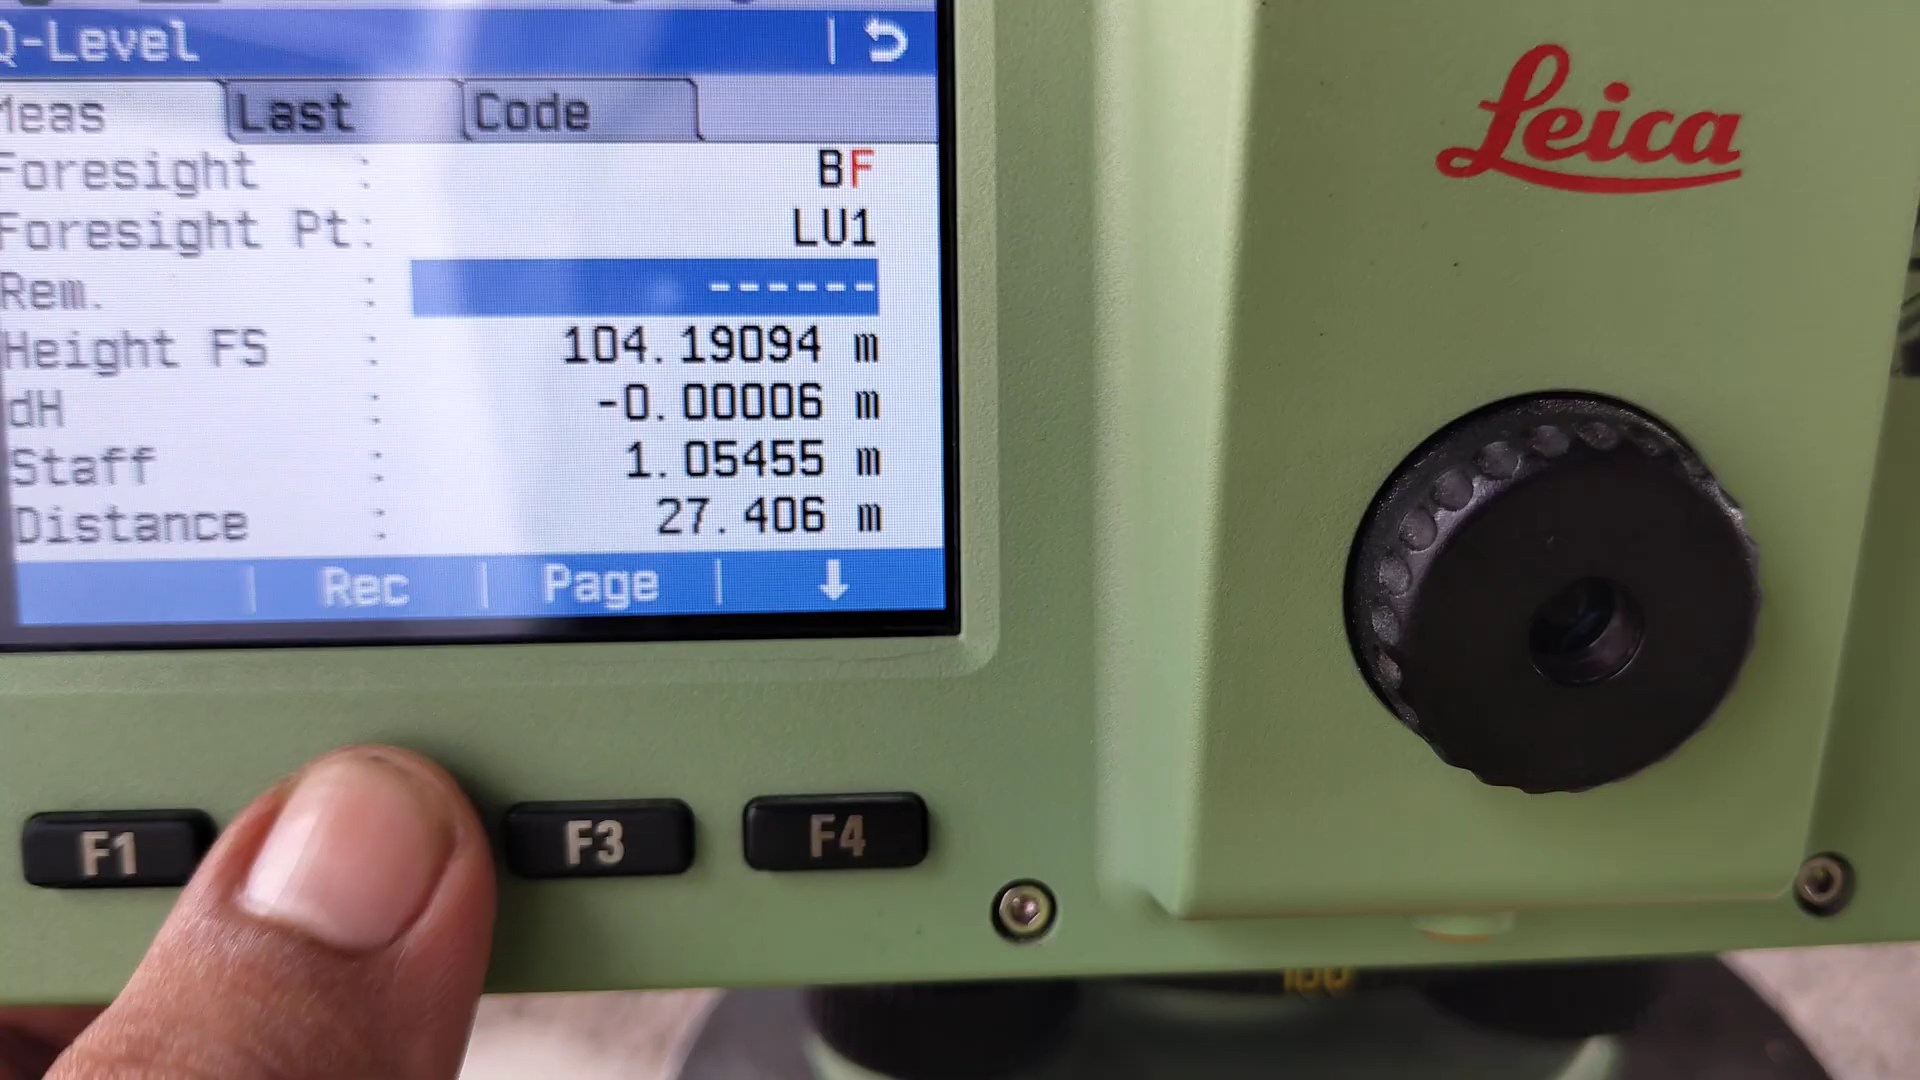 Q-Level
Meas Last Code
Foresight : BF
Foresight Pt: LU1
Rem. : ------
Height FS : 104.19094 m
dH : -0.00006 m
Staff : 1.05455 m
Distance : 27.406 m
Rec Page ↓
F1 F3 F4
Leica